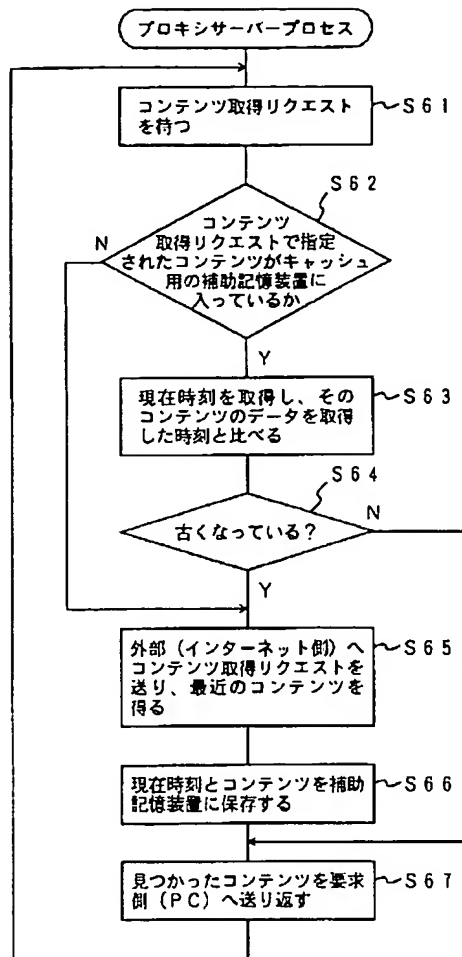 プロキシサーバープロセス
コンテンツ取得リクエスト
を待つ
S61
S62
コンテンツ
取得リクエストで指定
されたコンテンツがキャッシュ
用の補助記憶装置に
入っているか
N
Y
現在時刻を取得し、その
コンテンツのデータを取得
した時刻と比べる
S63
S64
古くなっている?
N
Y
外部(インターネット側)へ
コンテンツ取得リクエストを
送り、最近のコンテンツを
得る
S65
現在時刻とコンテンツを補助
記憶装置に保存する
S66
見つかったコンテンツを要求
側(PC)へ送り返す
S67